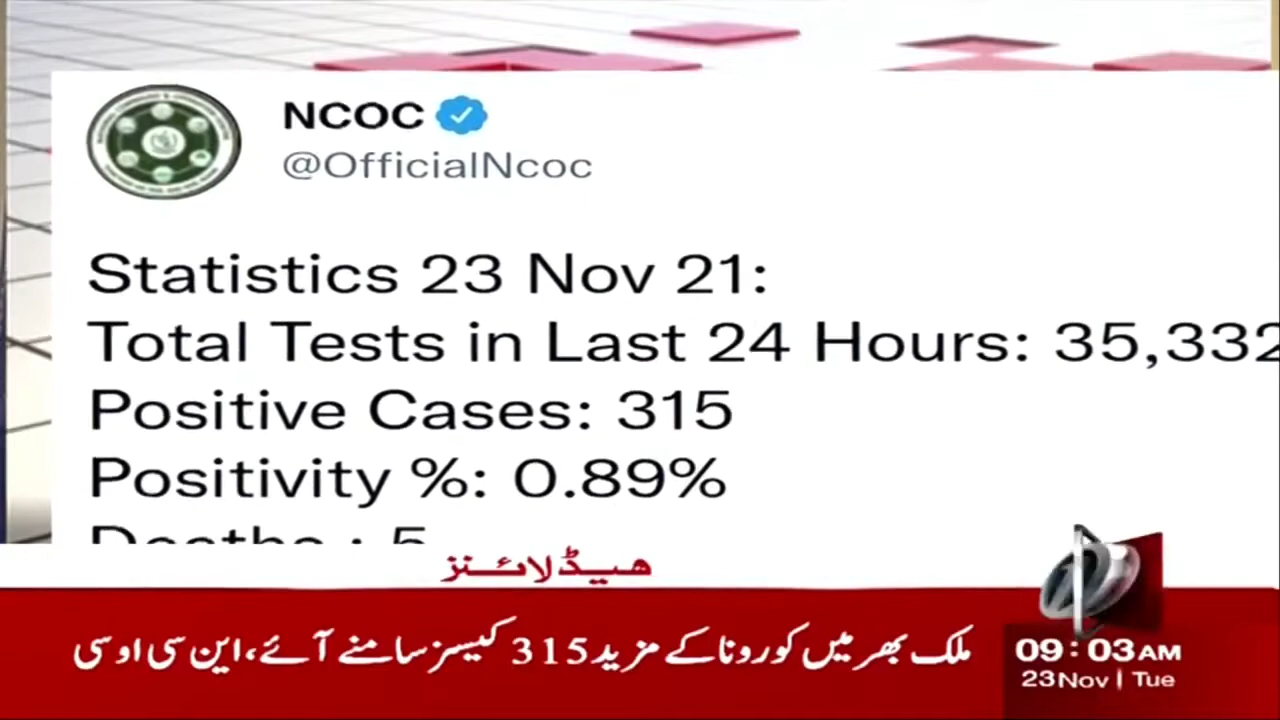 NCOC
@OfficialNcoc
Statistics 23 Nov 21:
Total Tests in Last 24 Hours: 35,332
Positive Cases: 315
Positivity %: 0.89%
Deaths : 5
ہیڈلائنز
ملک بھر میں کورونا کے مزید 315 کیسز سامنے آئے، این سی او سی
09:03AM
23Nov | Tue